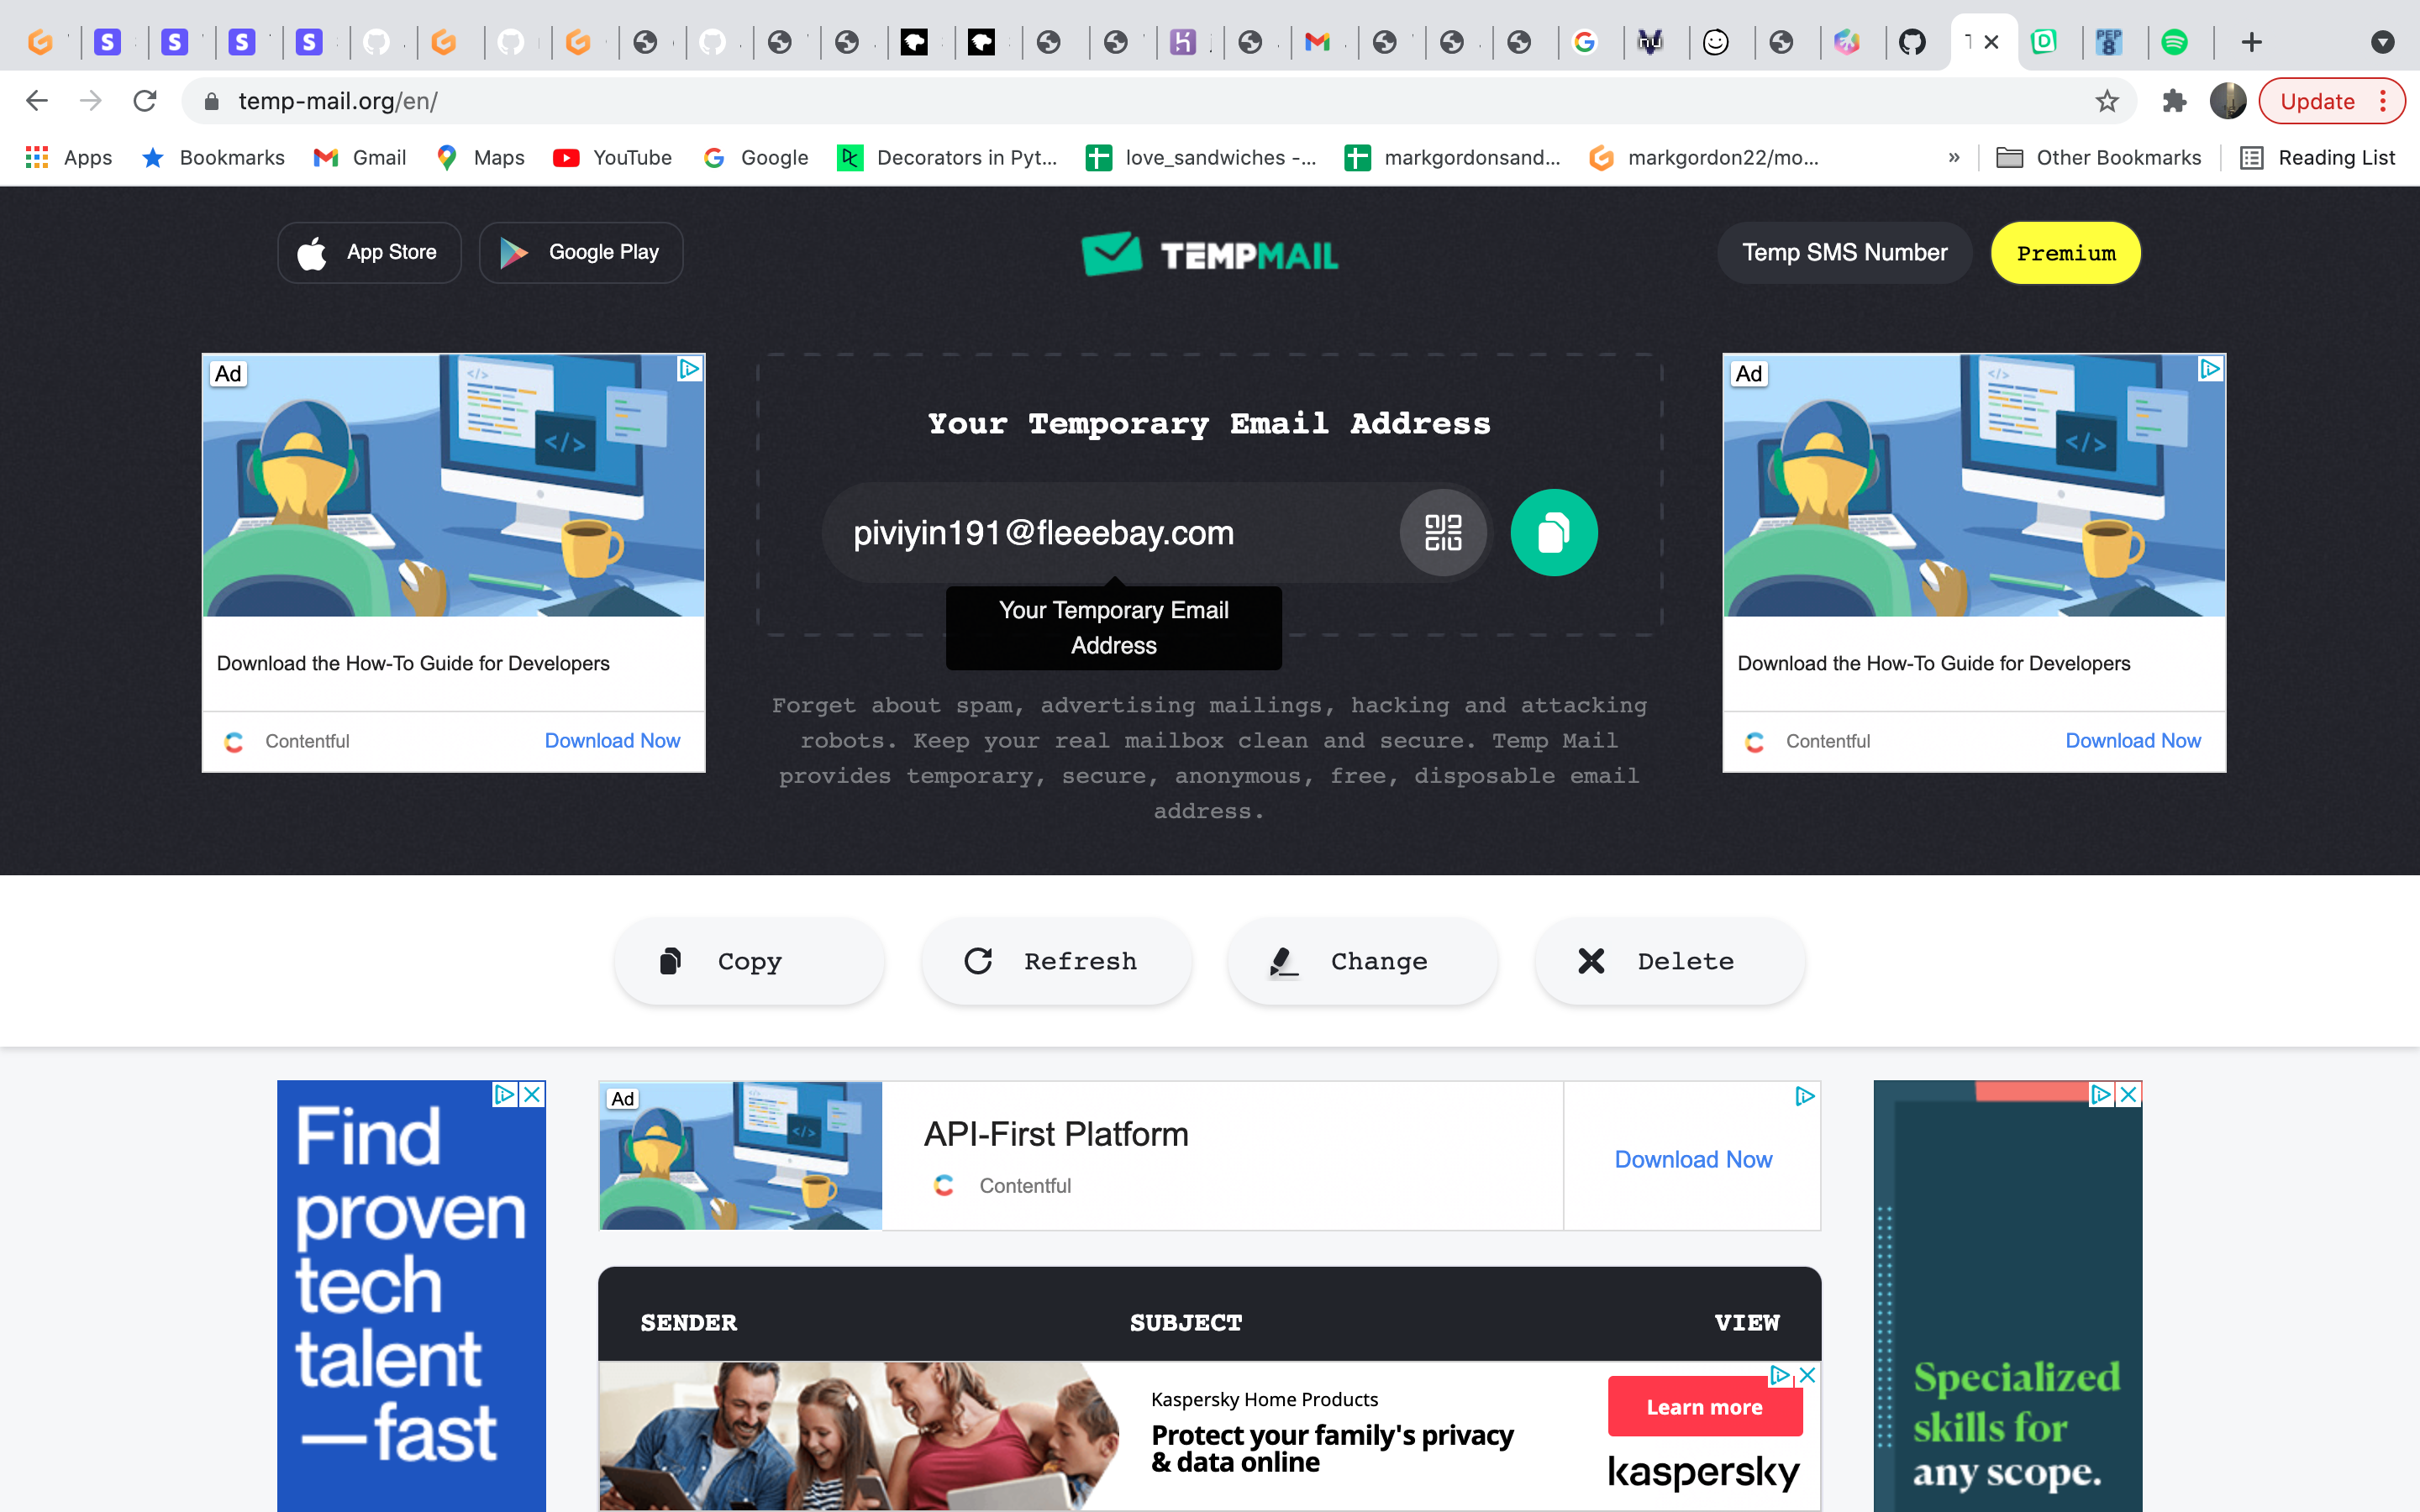 temp-mail.org/en/
Update
Apps
Bookmarks
Gmail
Maps
YouTube
Google
Decorators in Pyt...
love_sandwiches -...
markgordonsand...
markgordon22/mo...
»
Other Bookmarks
Reading List
App Store
Google Play
TEMPMAIL
Temp SMS Number
Premium
Ad
Download the How-To Guide for Developers
Contentful
Download Now
Your Temporary Email Address
piviyin191@fleeebay.com
Your Temporary Email
Address
Forget about spam, advertising mailings, hacking and attacking
robots. Keep your real mailbox clean and secure. Temp Mail
provides temporary, secure, anonymous, free, disposable email
address.
Ad
Download the How-To Guide for Developers
Contentful
Download Now
Copy
Refresh
Change
Delete
Find
proven
tech
talent
—fast
Ad
API-First Platform
Contentful
Download Now
SENDER
SUBJECT
VIEW
Kaspersky Home Products
Protect your family's privacy
& data online
Learn more
kaspersky
Specialized
skills for
any scope.